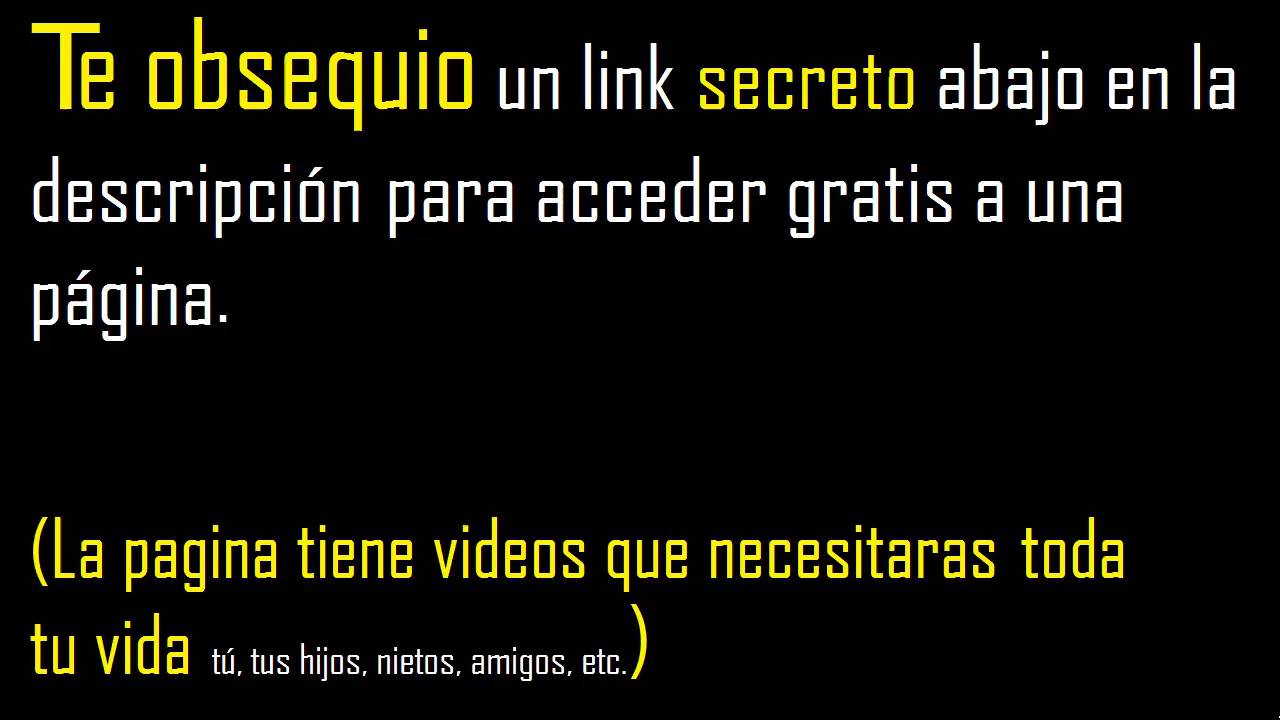 Te obsequio un link secreto abajo en la
descripción para acceder gratis a una
página.
(La pagina tiene videos que necesitaras toda
tu vida tú, tus hijos, nietos, amigos, etc.)